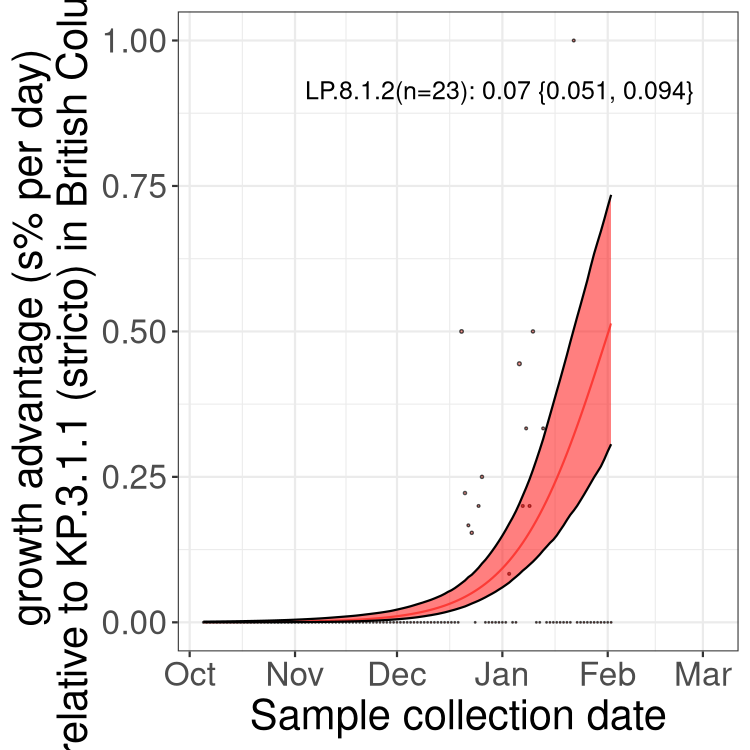 growth advantage (s% per day)
relative to KP.3.1.1 (stricto) in British Colu
1.00
0.75
0.50
0.25
0.00
LP.8.1.2(n=23): 0.07 {0.051, 0.094}
Oct Nov Dec Jan Feb Mar
Sample collection date